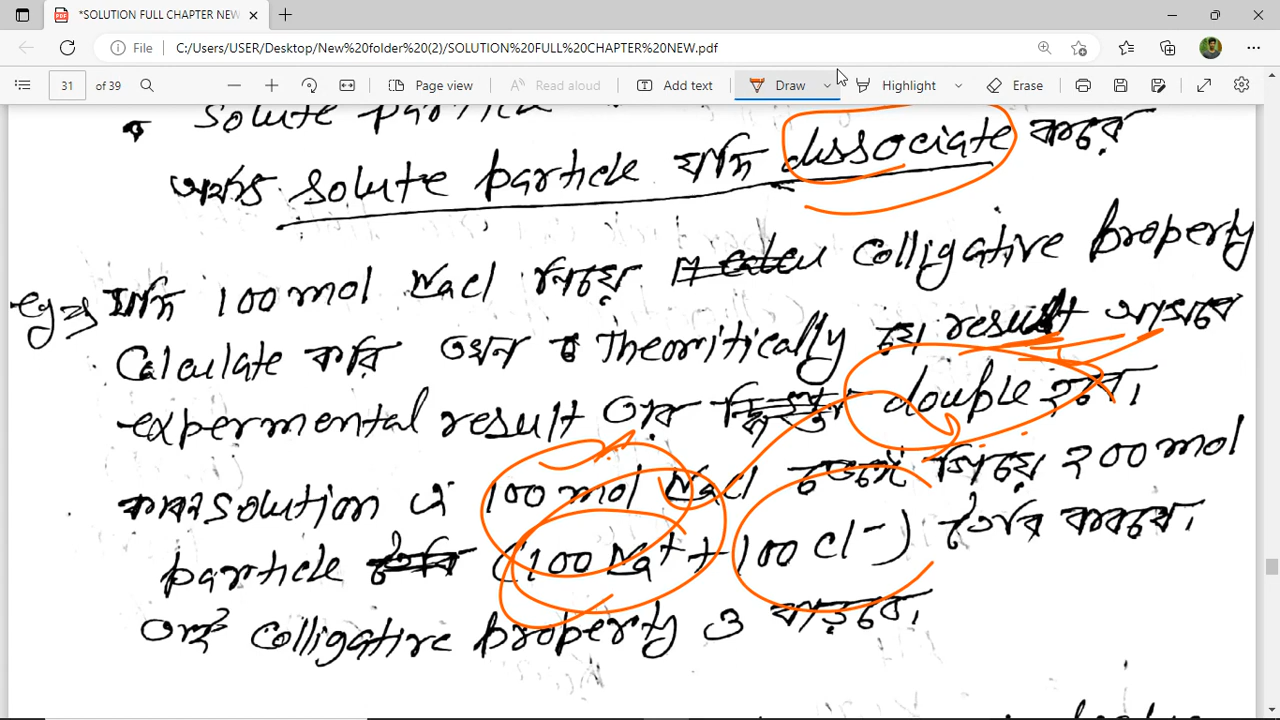 *SOLUTION FULL CHAPTER NEW
File C:/Users/USER/Desktop/New%20folder%20(2)/SOLUTION%20FULL%20CHAPTER%20NEW.pdf
31 of 39 Page view Read aloud Add text Draw Highlight Erase
solute particle
অথবা solute particle যদি dissociate করে
eg ⇒ যদি 100 mol NaCl নিয়ে colligative property
calculate করি তখন Theoritically যে result আসবে
expermental result তার double হবে।
কারন solution এ 100 mol NaCl ভেঙ্গে গিয়ে 200 mol
particle (100 Na⁺ + 100 Cl⁻) তৈরি করবে।
তাই colligative property ও বাড়বে।